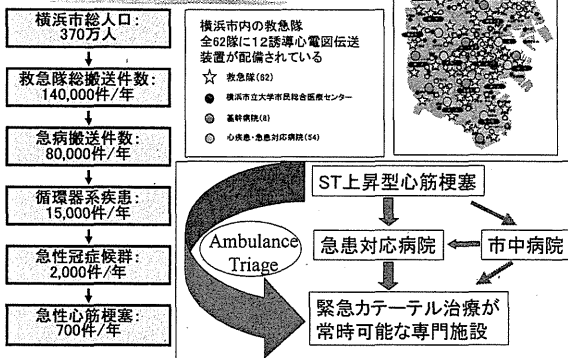 横浜市総人口:
370万人
救急隊総搬送件数:
140,000件/年
急病搬送件数:
80,000件/年
循環器系疾患:
15,000件/年
急性冠症候群:
2,000件/年
急性心筋梗塞:
700件/年
横浜市内の救急隊
全62隊に12誘導心電図伝送
装置が配備されている
救急隊(62)
横浜市立大学市民総合医療センター
基幹病院(8)
心疾患・急患対応病院(54)
ST上昇型心筋梗塞
Ambulance
Triage
急患対応病院
市中病院
緊急カテーテル治療が
常時可能な専門施設